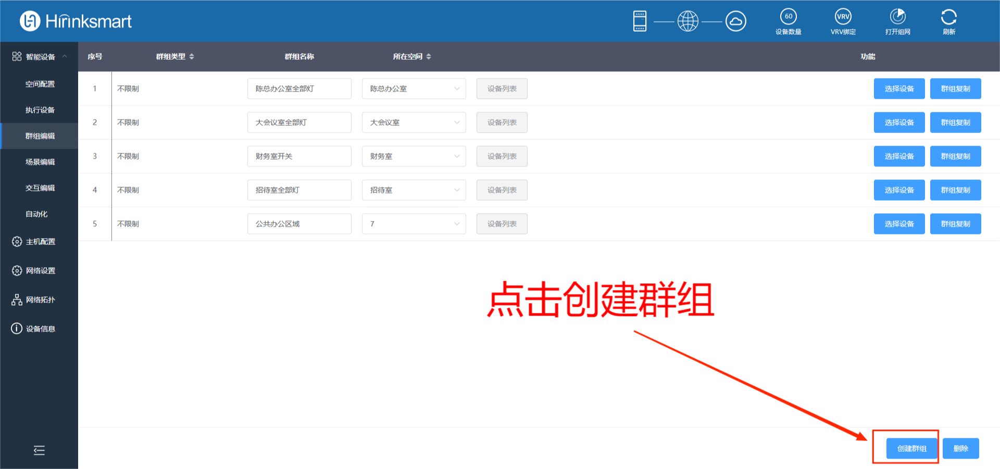 Hirinksmart
60
设备数量
VRV
VRV绑定
打开组网
刷新
智能设备
空间配置
执行设备
群组编辑
场景编辑
交互编辑
自动化
主机配置
网络设置
网络拓扑
设备信息
序号 群组类型 群组名称 所在空间 功能
1 不限制 陈总办公室全部灯 陈总办公室 设备列表 选择设备 群组复制
2 不限制 大会议室全部灯 大会议室 设备列表 选择设备 群组复制
3 不限制 财务室开关 财务室 设备列表 选择设备 群组复制
4 不限制 招待室全部灯 招待室 设备列表 选择设备 群组复制
5 不限制 公共办公区域 7 设备列表 选择设备 群组复制
点击创建群组
创建群组 删除